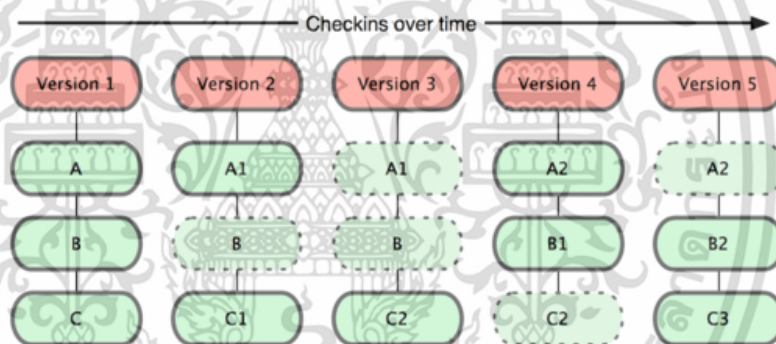 Checkins over time
Version 1 Version 2 Version 3 Version 4 Version 5
A A1 A1 A2 A2
B B B B1 B2
C C1 C2 C2 C3